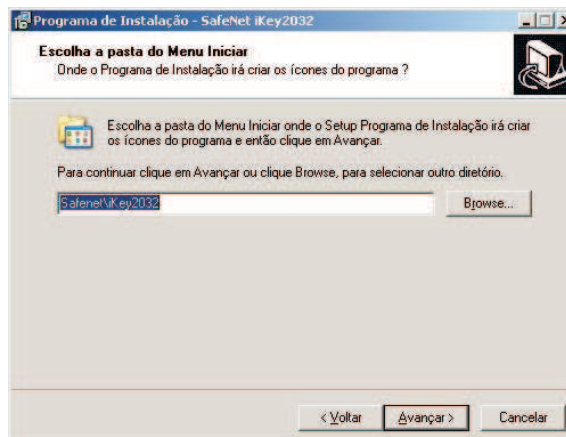 Programa de Instalação - SafeNet iKey2032
Escolha a pasta do Menu Iniciar
Onde o Programa de Instalação irá criar os ícones do programa ?
Escolha a pasta do Menu Iniciar onde o Setup Programa de Instalação irá criar
os ícones do programa e então clique em Avançar.
Para continuar clique em Avançar ou clique Browse, para selecionar outro diretório.
Safenet\iKey2032
Browse...
< Voltar
Avançar >
Cancelar